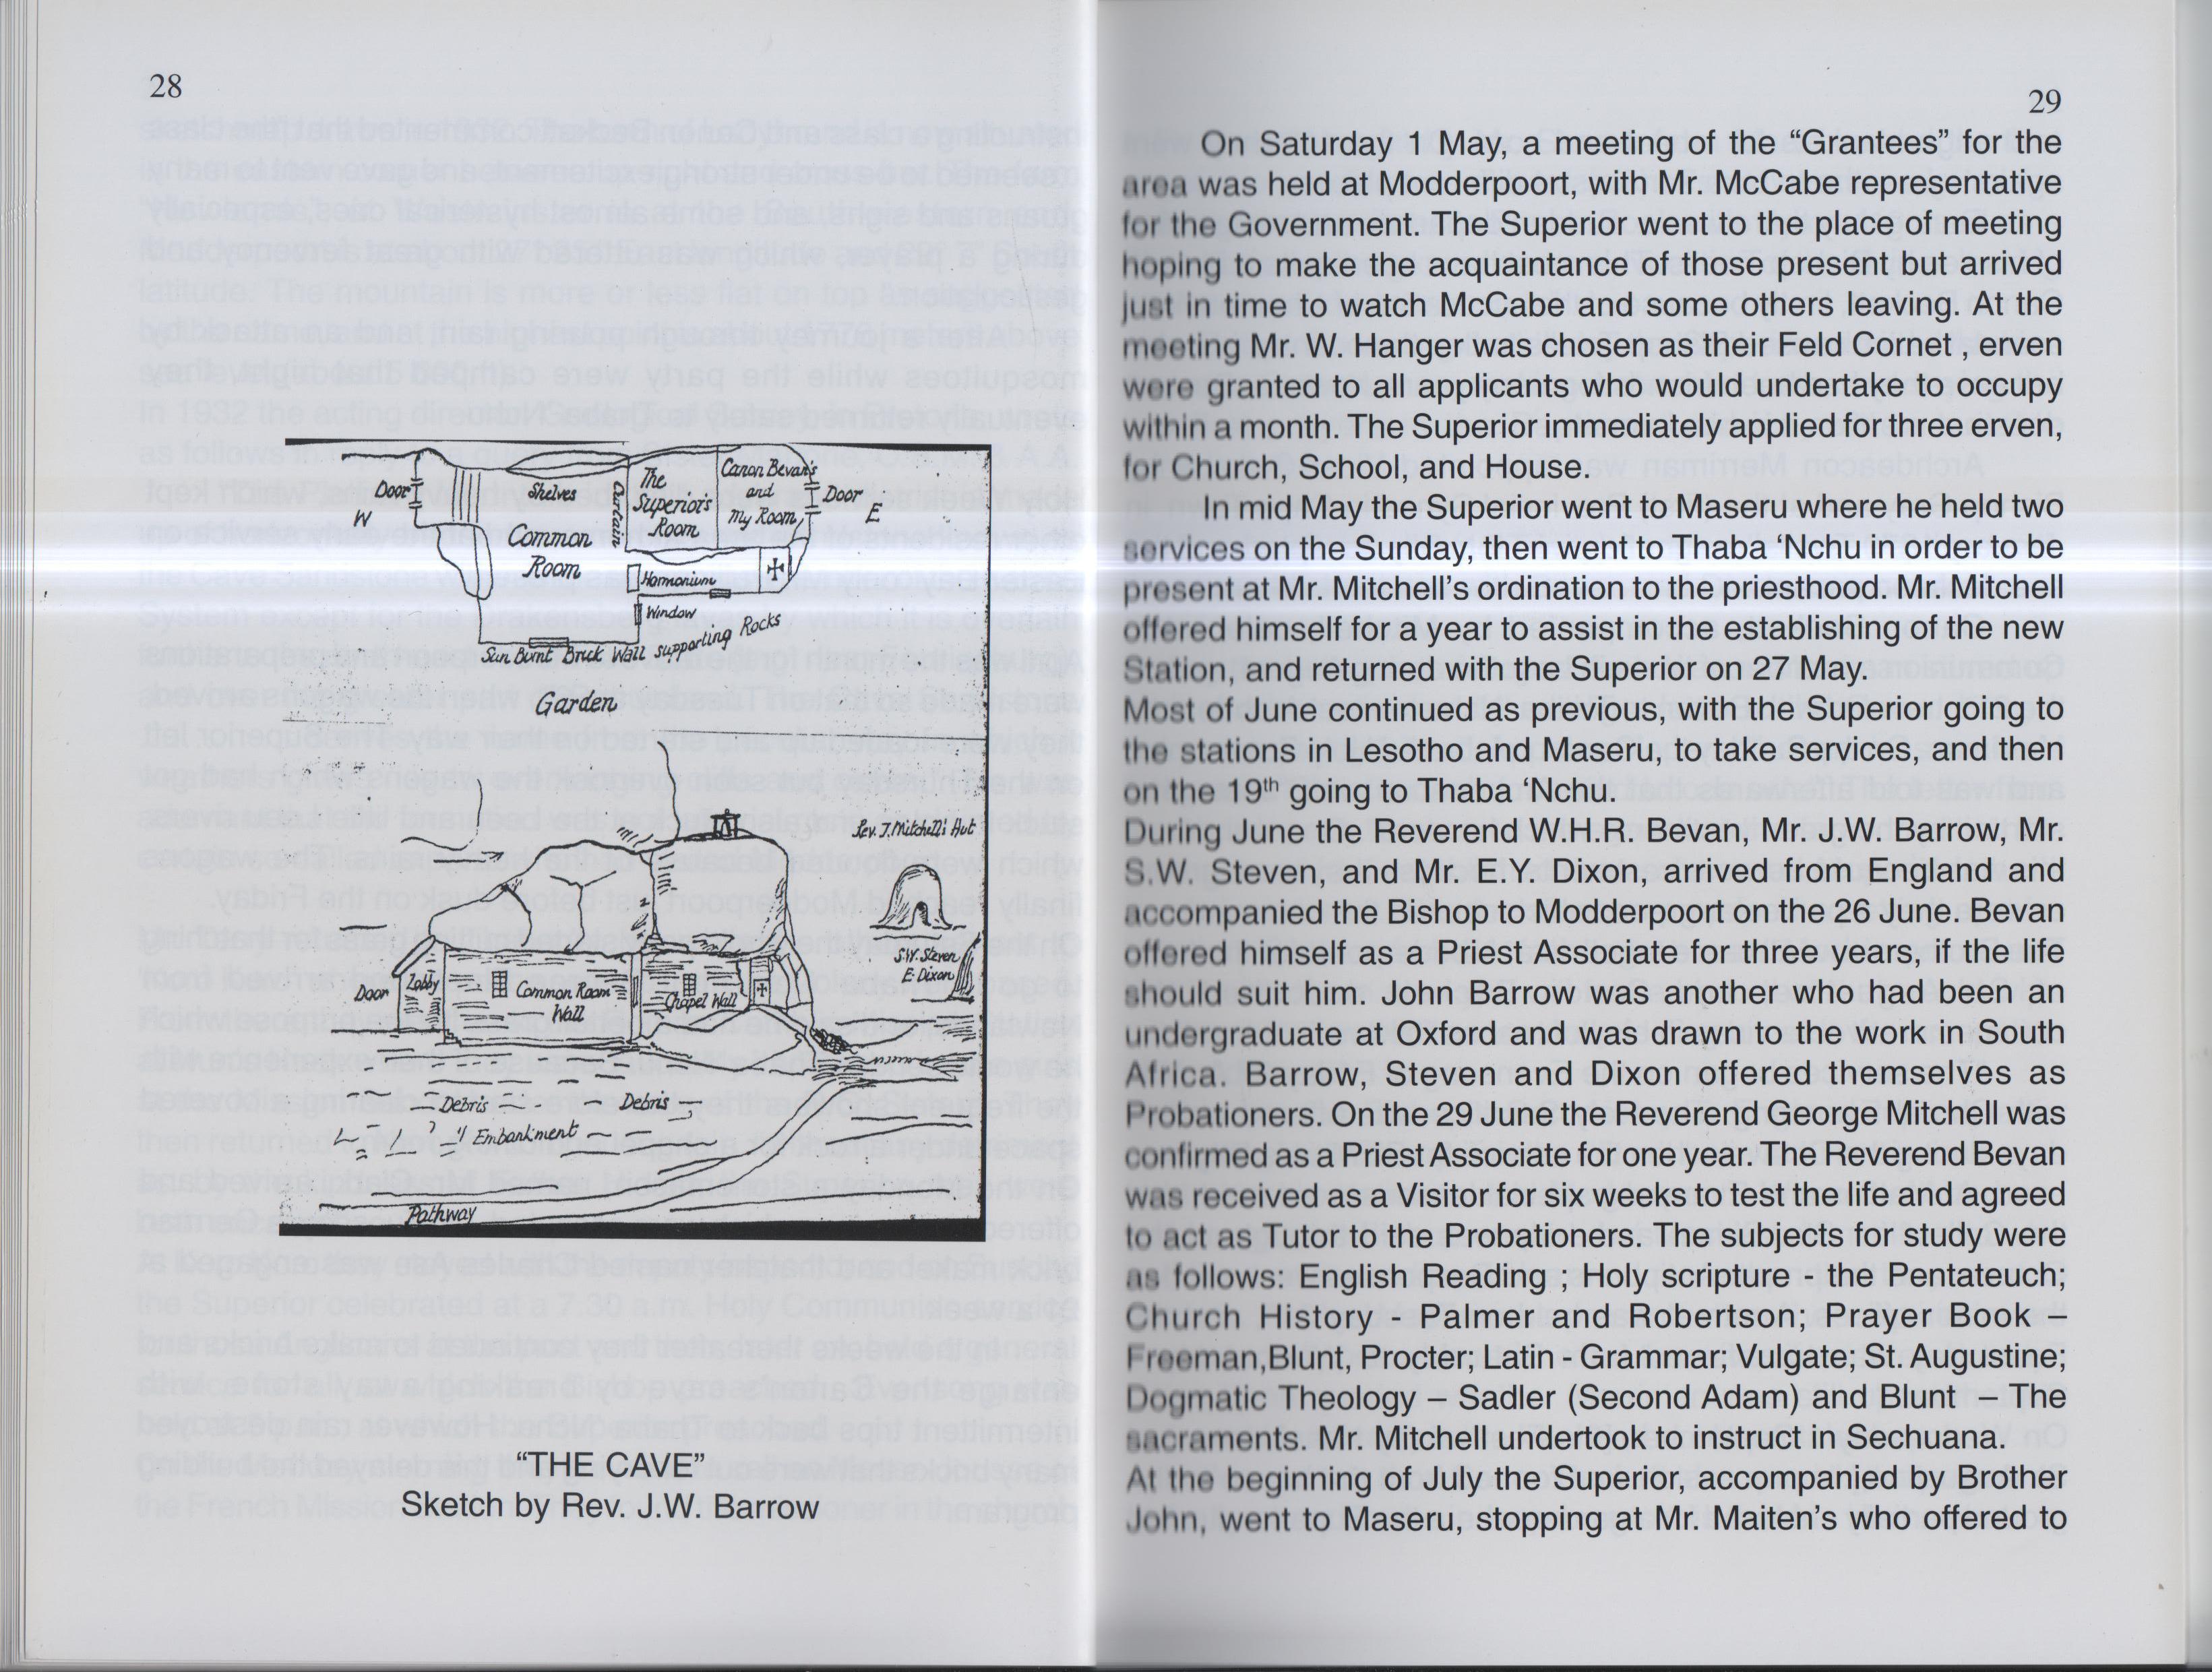 28
Door
Shelves
The
Superior's
Room
Canon Bevan's
and
My Room
Door
W
E
Common
Room
Harmonium
Window
Sun Burnt Brick Wall supporting Rocks
Garden
Rev. J. Mitchell's Hut
S.W. Steven
E. Dixon
Door
Lobby
Common Room
Wall
Chapel Wall
Debris
Debris
Embankment
Pathway
“THE CAVE”
Sketch by Rev. J.W. Barrow
29
On Saturday 1 May, a meeting of the “Grantees” for the
area was held at Modderpoort, with Mr. McCabe representative
for the Government. The Superior went to the place of meeting
hoping to make the acquaintance of those present but arrived
just in time to watch McCabe and some others leaving. At the
meeting Mr. W. Hanger was chosen as their Feld Cornet , erven
were granted to all applicants who would undertake to occupy
within a month. The Superior immediately applied for three erven,
for Church, School, and House.
In mid May the Superior went to Maseru where he held two
services on the Sunday, then went to Thaba ‘Nchu in order to be
present at Mr. Mitchell’s ordination to the priesthood. Mr. Mitchell
offered himself for a year to assist in the establishing of the new
Station, and returned with the Superior on 27 May.
Most of June continued as previous, with the Superior going to
the stations in Lesotho and Maseru, to take services, and then
on the 19th going to Thaba ‘Nchu.
During June the Reverend W.H.R. Bevan, Mr. J.W. Barrow, Mr.
S.W. Steven, and Mr. E.Y. Dixon, arrived from England and
accompanied the Bishop to Modderpoort on the 26 June. Bevan
offered himself as a Priest Associate for three years, if the life
should suit him. John Barrow was another who had been an
undergraduate at Oxford and was drawn to the work in South
Africa. Barrow, Steven and Dixon offered themselves as
Probationers. On the 29 June the Reverend George Mitchell was
confirmed as a Priest Associate for one year. The Reverend Bevan
was received as a Visitor for six weeks to test the life and agreed
to act as Tutor to the Probationers. The subjects for study were
as follows: English Reading , Holy scripture - the Pentateuch;
Church History - Palmer and Robertson; Prayer Book -
Freeman,Blunt, Procter; Latin - Grammar; Vulgate; St. Augustine;
Dogmatic Theology – Sadler (Second Adam) and Blunt – The
sacraments. Mr. Mitchell undertook to instruct in Sechuana.
At the beginning of July the Superior, accompanied by Brother
John, went to Maseru, stopping at Mr. Maiten’s who offered to